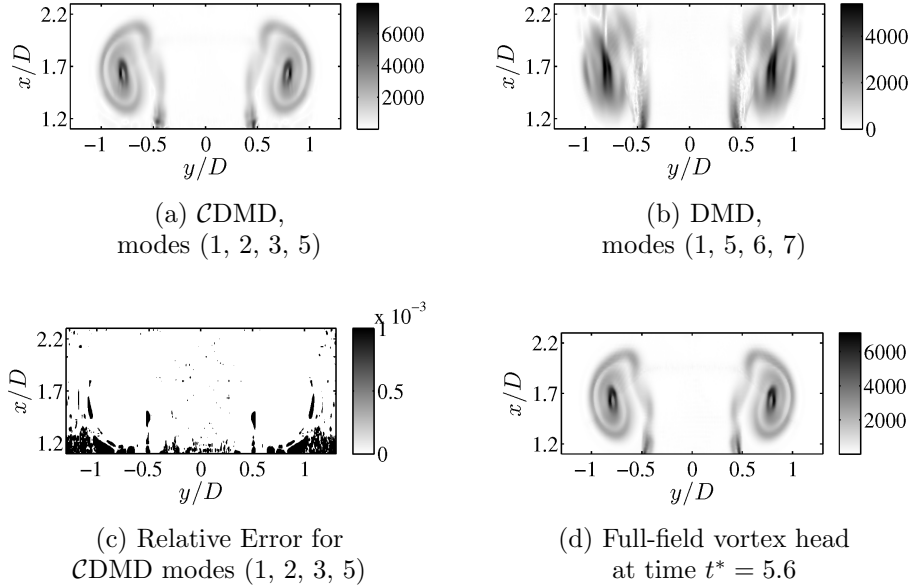 2.2
1.7
1.2
x/D
−1 −0.5 0 0.5 1
y/D
6000
4000
2000
(a) CDMD,
modes (1, 2, 3, 5)
2.2
1.7
1.2
x/D
−1 −0.5 0 0.5 1
y/D
5000
4000
3000
2000
1000
0
(b) DMD,
modes (1, 5, 6, 7)
2.2
1.7
1.2
x/D
-1 −0.5 0 0.5 1
y/D
x 10⁻³
1
0.5
0
(c) Relative Error for
CDMD modes (1, 2, 3, 5)
2.2
1.7
1.2
x/D
−1 −0.5 0 0.5 1
y/D
6000
4000
2000
(d) Full-field vortex head
at time t* = 5.6